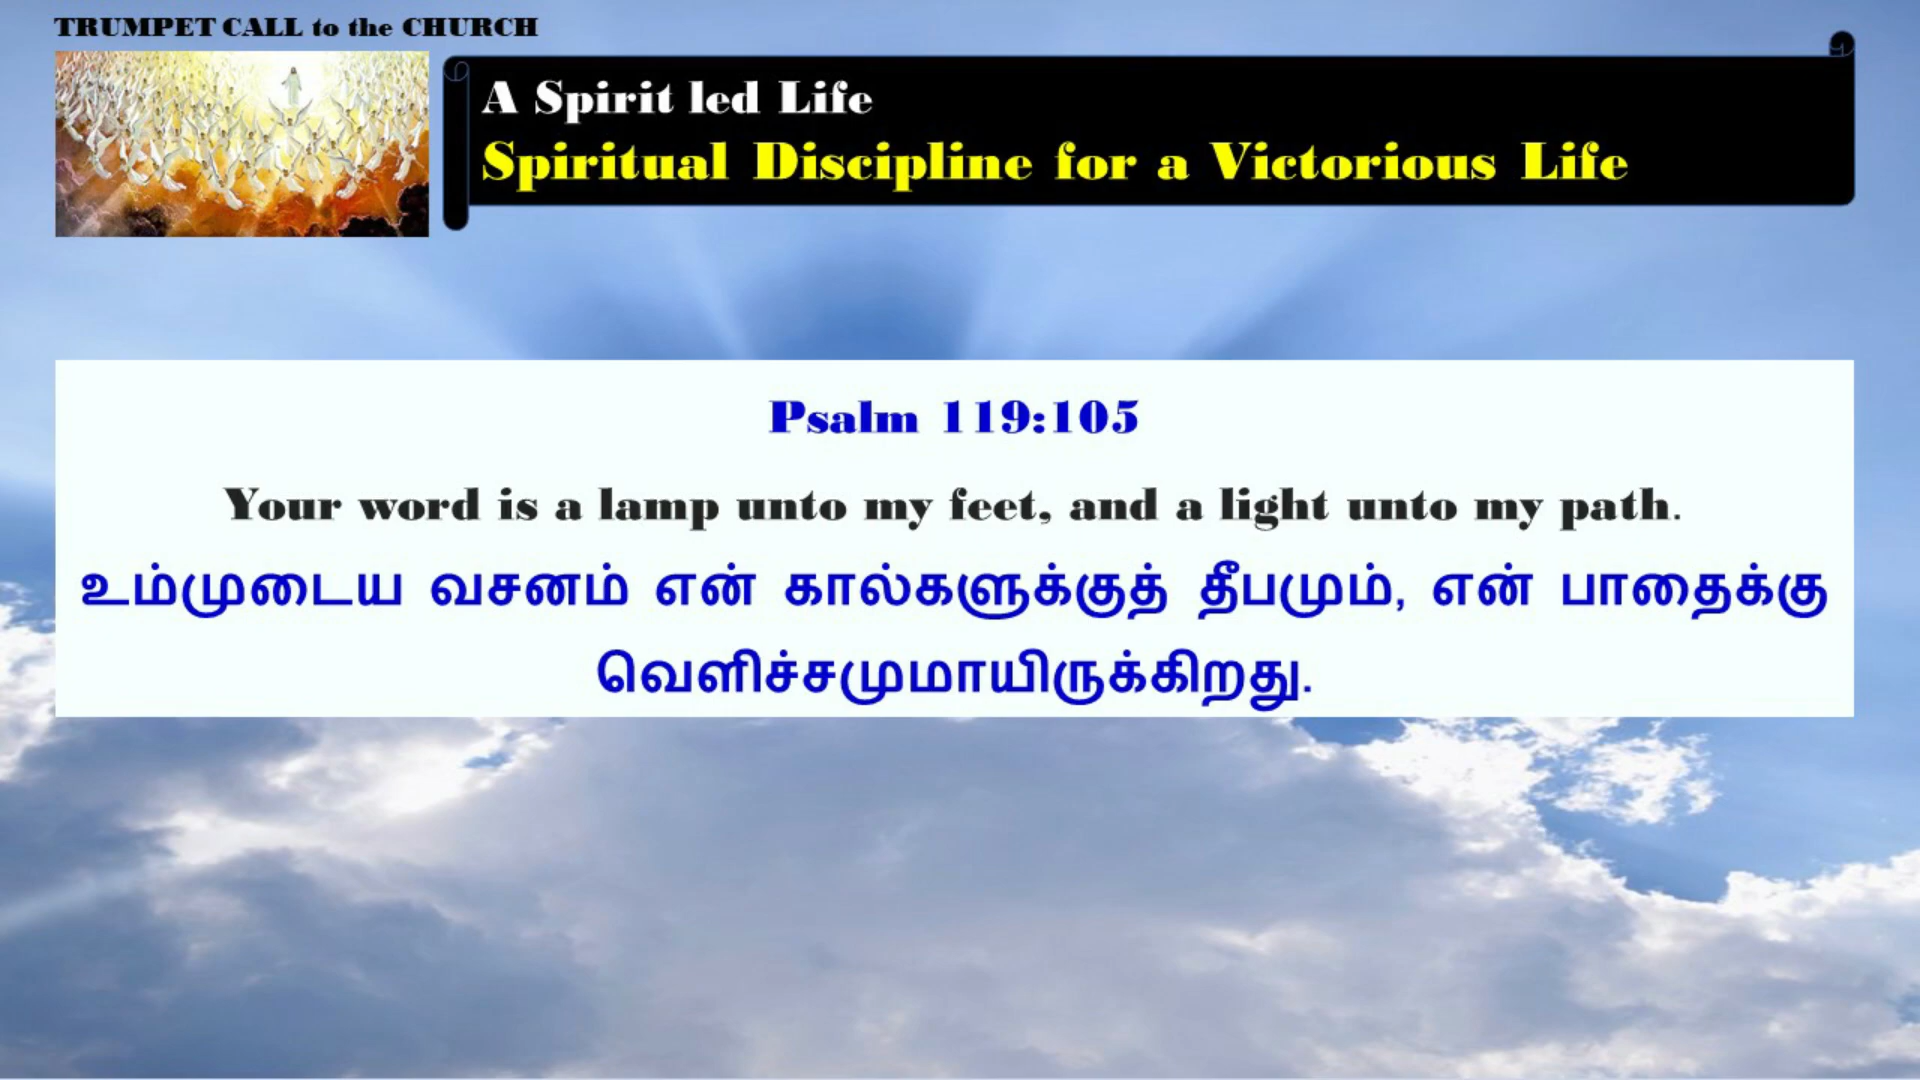 TRUMPET CALL to the CHURCH
A Spirit led Life
Spiritual Discipline for a Victorious Life
Psalm 119:105
Your word is a lamp unto my feet, and a light unto my path.
உம்முடைய வசனம் என் கால்களுக்குத் தீபமும், என் பாதைக்கு
வெளிச்சமுமாயிருக்கிறது.